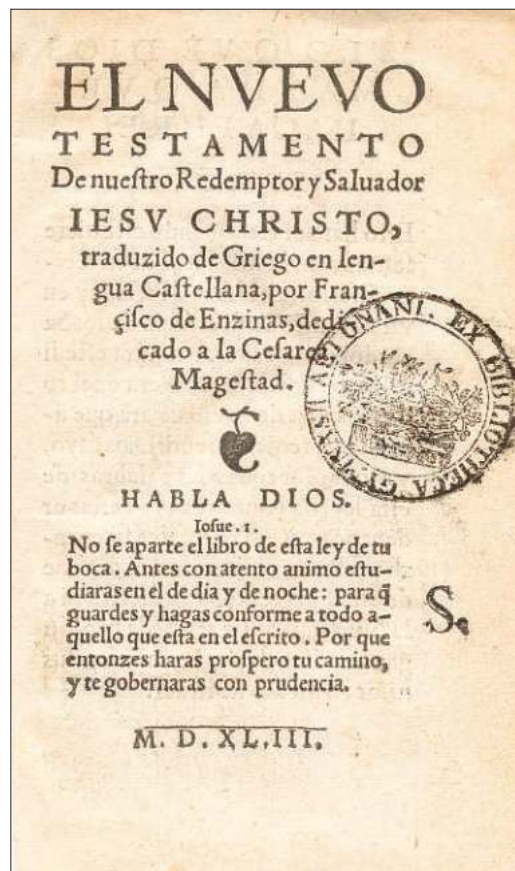 EL NVEVO
TESTAMENTO
De nueſtro Redemptor y Saluador
IESV CHRISTO,
traduzido de Griego en len-
gua Caſtellana, por Fran-
çiſco de Enzinas, dedi
cado a la Ceſarea
Mageſtad.
EX BIBLIOTHECA
HABLA DIOS.
Ioſue. 1.
No ſe aparte el libro de eſta ley de tu
boca. Antes con atento animo eſtu-
diaras en el de dia y de noche: para q̃
guardes y hagas conforme a todo a-
quello que eſta en el eſcrito. Por que
entonzes haras proſpero tu camino,
y te gobernaras con prudencia.
S.
M. D. XL.III.